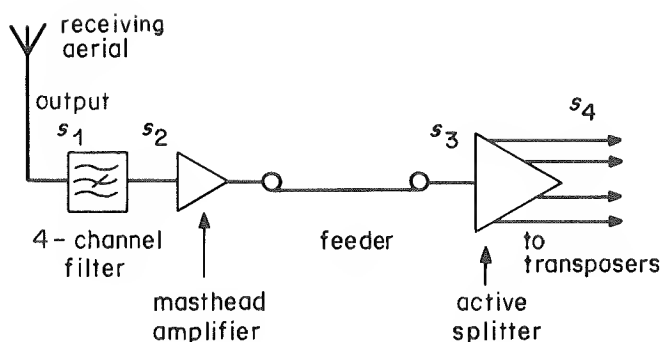 receiving
aerial
output
s1
s2
s3
s4
4-channel
filter
feeder
to
transposers
masthead
amplifier
active
splitter